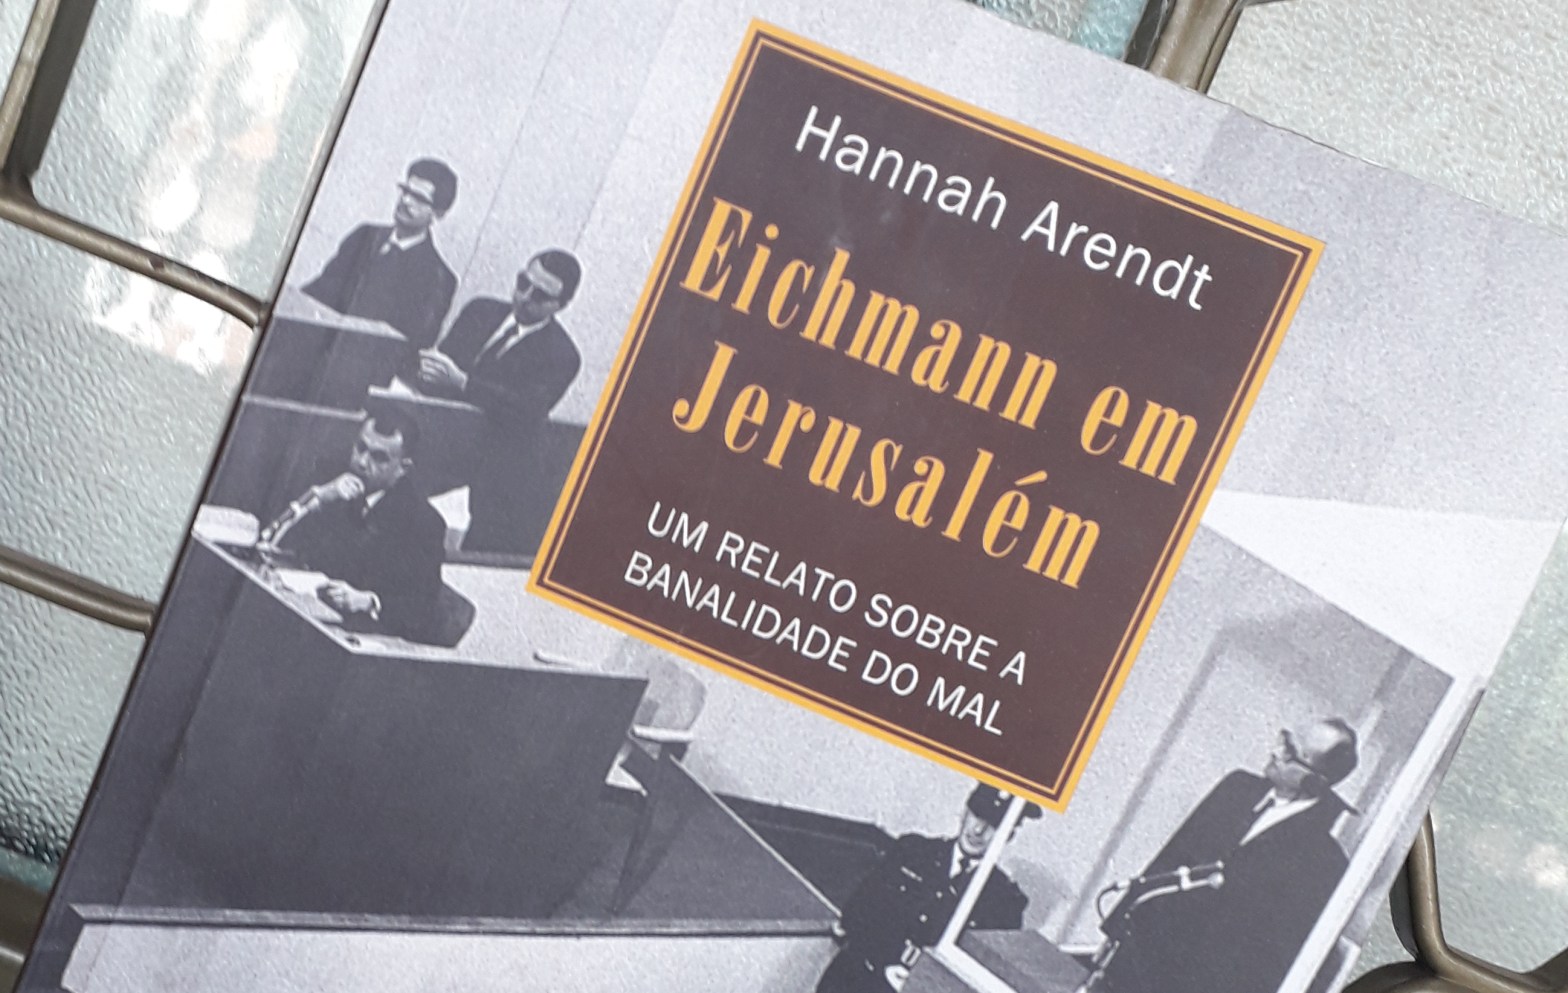 Hannah Arendt
Eichmann em
Jerusalém
UM RELATO SOBRE A
BANALIDADE DO MAL